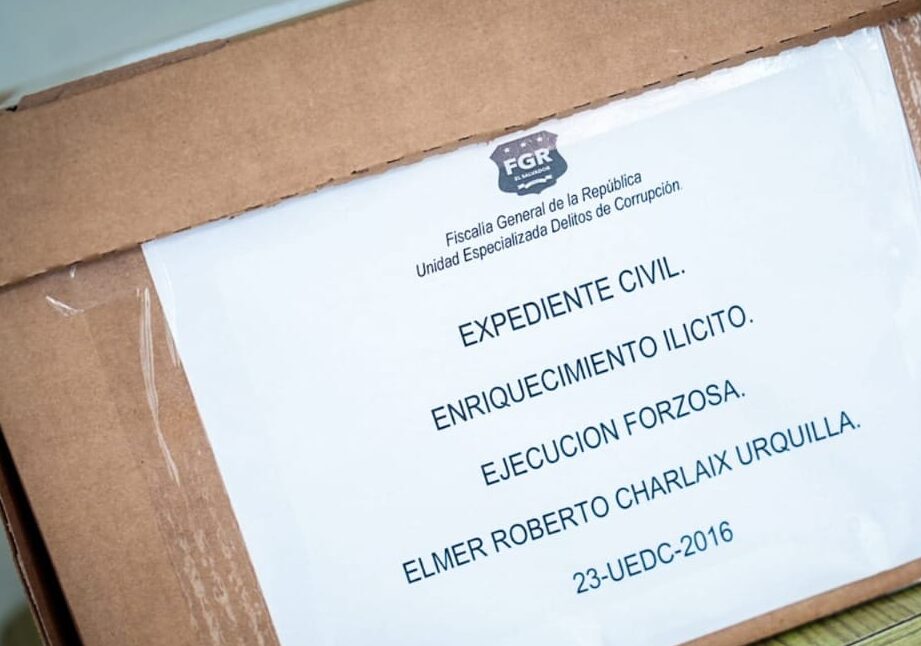 FGR
EL SALVADOR
Fiscalía General de la República
Unidad Especializada Delitos de Corrupción.
EXPEDIENTE CIVIL.
ENRIQUECIMIENTO ILICITO.
EJECUCION FORZOSA.
ELMER ROBERTO CHARLAIX URQUILLA.
23-UEDC-2016